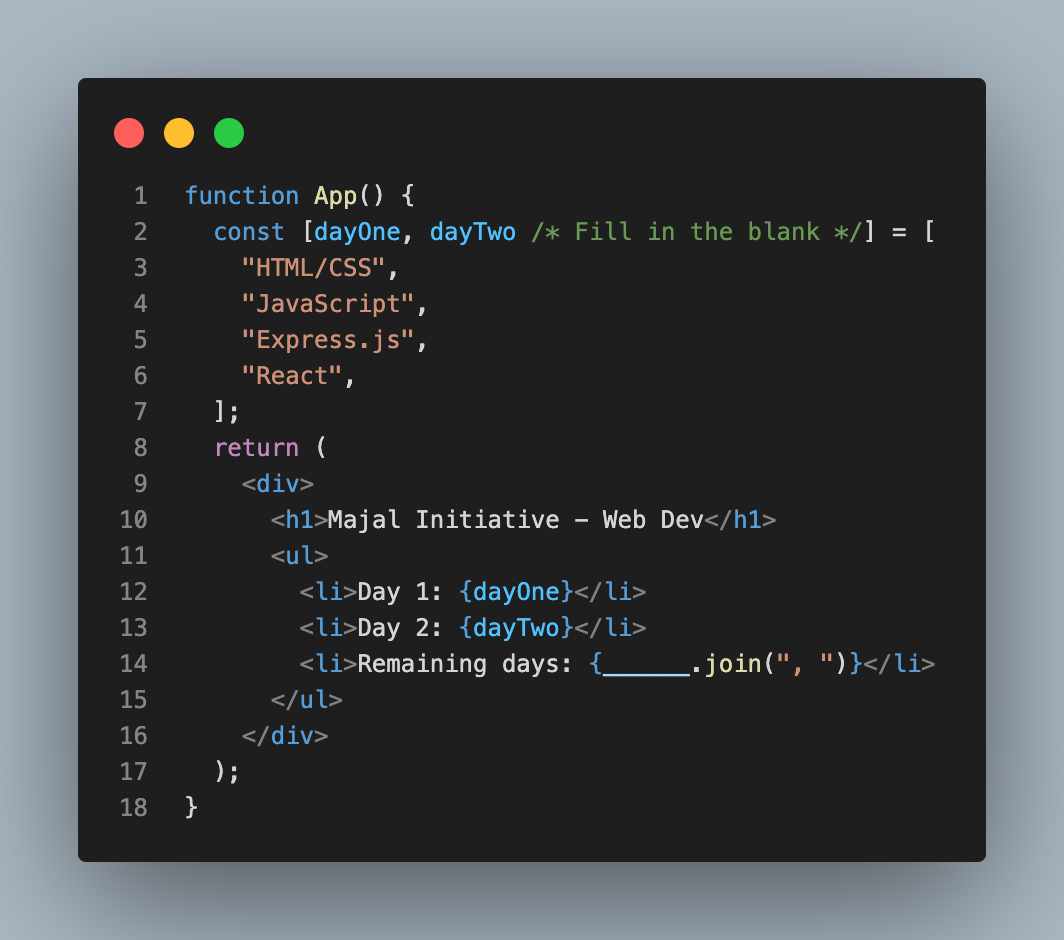 1 function App() {
2   const [dayOne, dayTwo /* Fill in the blank */] = [
3     "HTML/CSS",
4     "JavaScript",
5     "Express.js",
6     "React",
7   ];
8   return (
9     <div>
10       <h1>Majal Initiative – Web Dev</h1>
11       <ul>
12         <li>Day 1: {dayOne}</li>
13         <li>Day 2: {dayTwo}</li>
14         <li>Remaining days: {______.join(", ")}</li>
15       </ul>
16     </div>
17   );
18 }